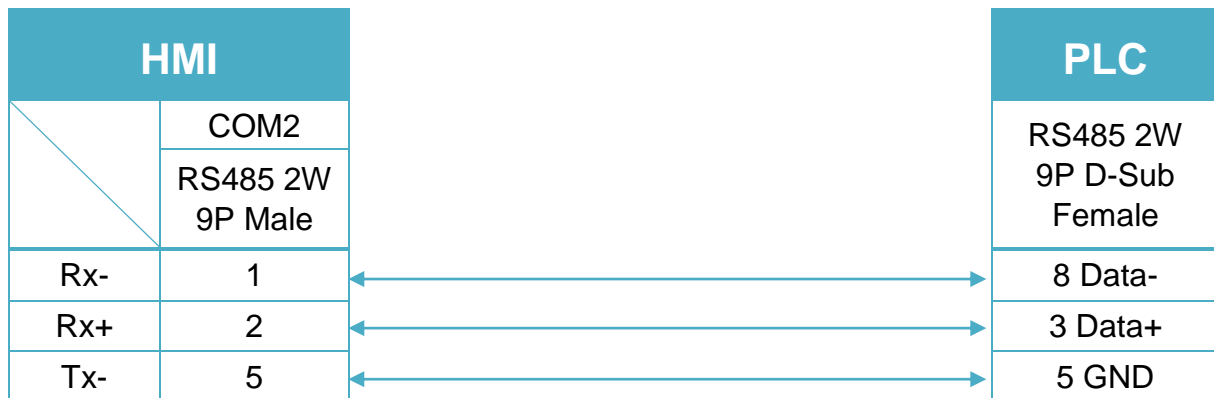 HMI
PLC
COM2
RS485 2W
9P Male
RS485 2W
9P D-Sub
Female
Rx- 1 8 Data-
Rx+ 2 3 Data+
Tx- 5 5 GND